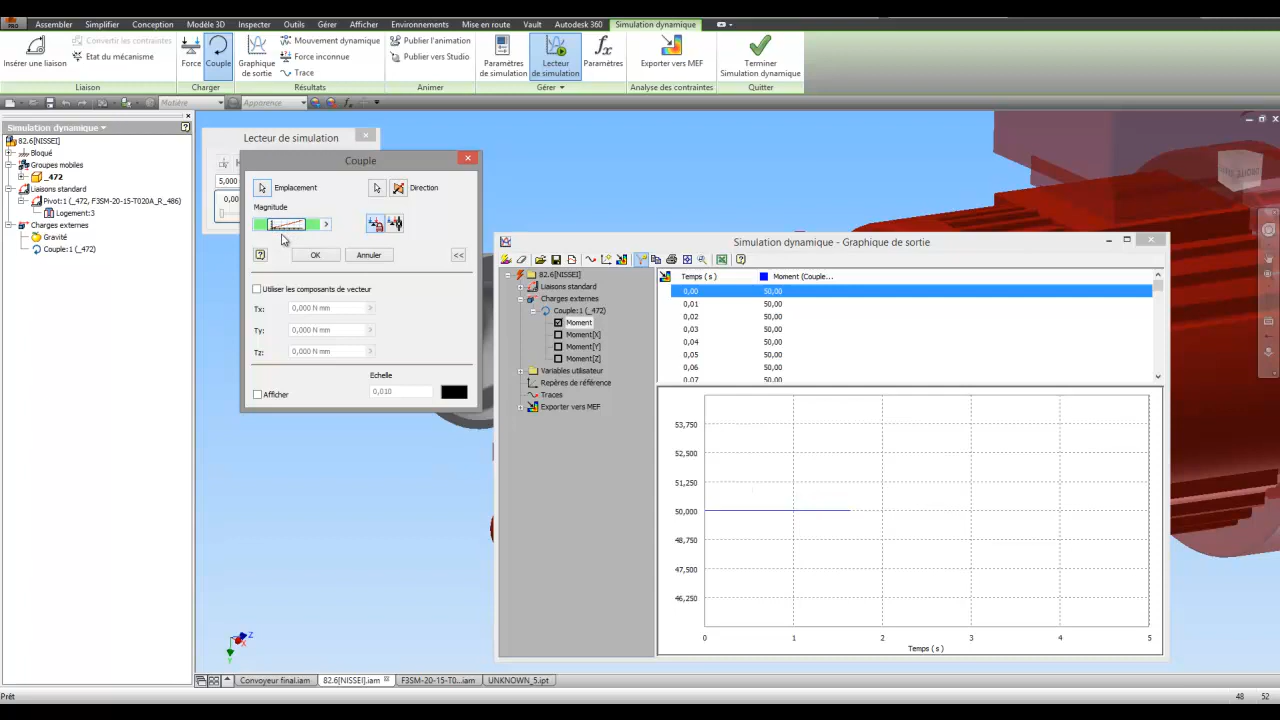 PRO
Assembler Simplifier Conception Modèle 3D Inspecter Outils Gérer Afficher Environnements Mise en route Vault Autodesk 360 Simulation dynamique
Insérer une liaison
Convertir les contraintes
Etat du mécanisme
Force
Couple
Graphique de sortie
Mouvement dynamique
Force inconnue
Trace
Publier l'animation
Publier vers Studio
Paramètres de simulation
Lecteur de simulation
Paramètres
Exporter vers MEF
Terminer Simulation dynamique
Liaison Charger Résultats Animer Gérer Analyse des contraintes Quitter
Matière Apparence
Simulation dynamique
82.6[NISSEI]
Bloqué
Groupes mobiles
_472
Liaisons standard
Pivot:1 (_472, F3SM-20-15-T020A_R_486)
Logement:3
Charges externes
Gravité
Couple:1 (_472)
Lecteur de simulation
5,000
0,00
Couple
Emplacement
Direction
Magnitude
OK
Annuler
<<
Utiliser les composants de vecteur
Tx: 0,000 N mm
Ty: 0,000 N mm
Tz: 0,000 N mm
Echelle
Afficher
0,010
Simulation dynamique - Graphique de sortie
82.6[NISSEI]
Liaisons standard
Charges externes
Couple:1 (_472)
Moment
Moment[X]
Moment[Y]
Moment[Z]
Variables utilisateur
Repères de référence
Traces
Exporter vers MEF
Temps ( s ) Moment (Couple...
0,00 50,00
0,01 50,00
0,02 50,00
0,03 50,00
0,04 50,00
0,05 50,00
0,06 50,00
0,07 50,00
53,750
52,500
51,250
50,000
48,750
47,500
46,250
0 1 2 3 4 5
Temps ( s )
Z
X
Y
Convoyeur final.iam 82.6[NISSEI].iam F3SM-20-15-T0...iam UNKNOWN_5.ipt
Prêt
48 52